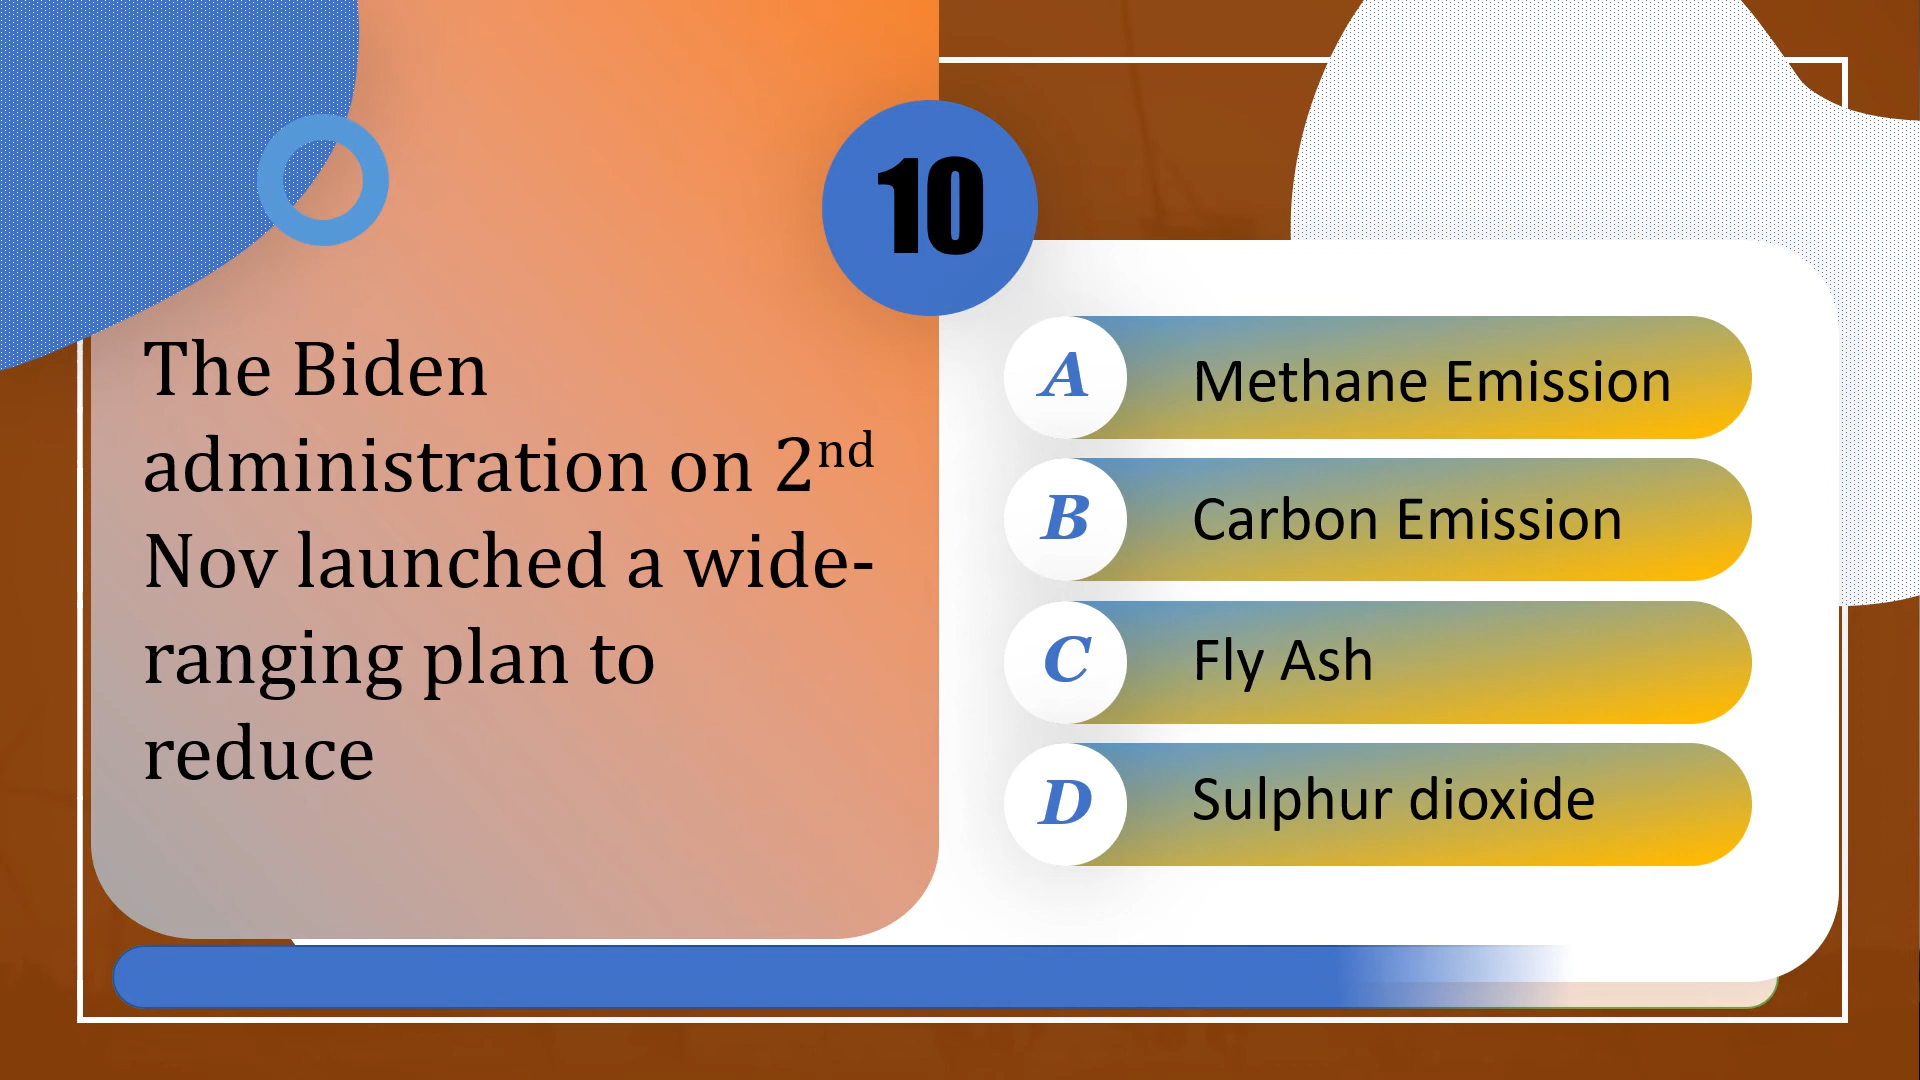 10
The Biden
administration on 2nd
Nov launched a wide-
ranging plan to
reduce
A Methane Emission
B Carbon Emission
C Fly Ash
D Sulphur dioxide